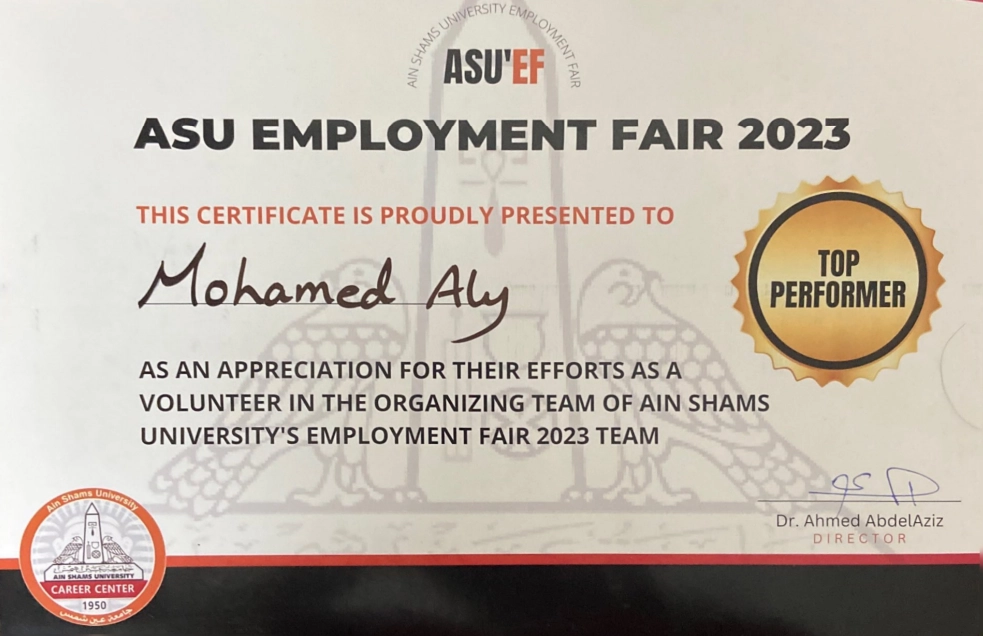 AIN SHAMS UNIVERSITY EMPLOYMENT FAIR
ASU'EF
ASU EMPLOYMENT FAIR 2023
THIS CERTIFICATE IS PROUDLY PRESENTED TO
Mohamed Aly
TOP
PERFORMER
AS AN APPRECIATION FOR THEIR EFFORTS AS A
VOLUNTEER IN THE ORGANIZING TEAM OF AIN SHAMS
UNIVERSITY'S EMPLOYMENT FAIR 2023 TEAM
Dr. Ahmed AbdelAziz
DIRECTOR
Ain Shams University
AIN SHAMS UNIVERSITY
CAREER CENTER
1950
جامعة عين شمس